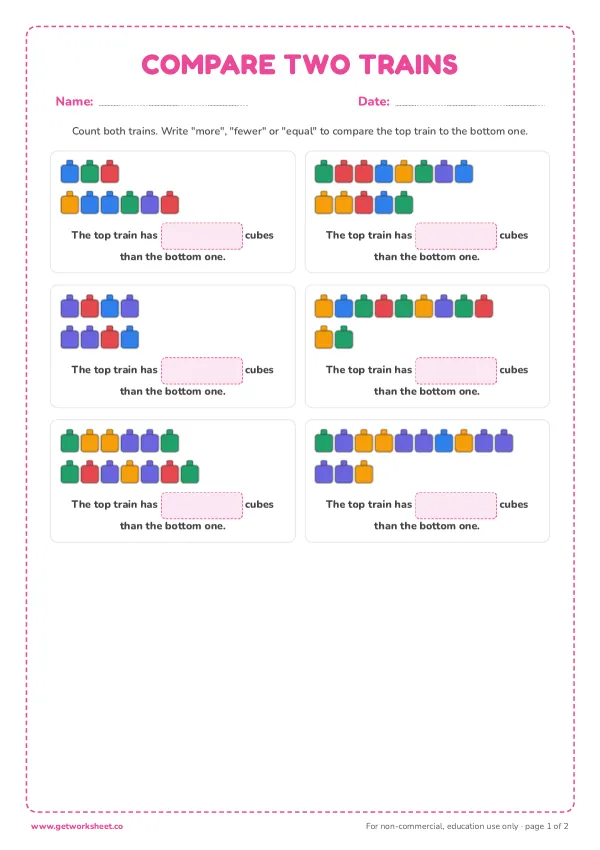 COMPARE TWO TRAINS
Name: Date:
Count both trains. Write "more", "fewer" or "equal" to compare the top train to the bottom one.
The top train has cubes
than the bottom one.
The top train has cubes
than the bottom one.
The top train has cubes
than the bottom one.
The top train has cubes
than the bottom one.
The top train has cubes
than the bottom one.
The top train has cubes
than the bottom one.
www.getworksheet.co
For non-commercial, education use only · page 1 of 2